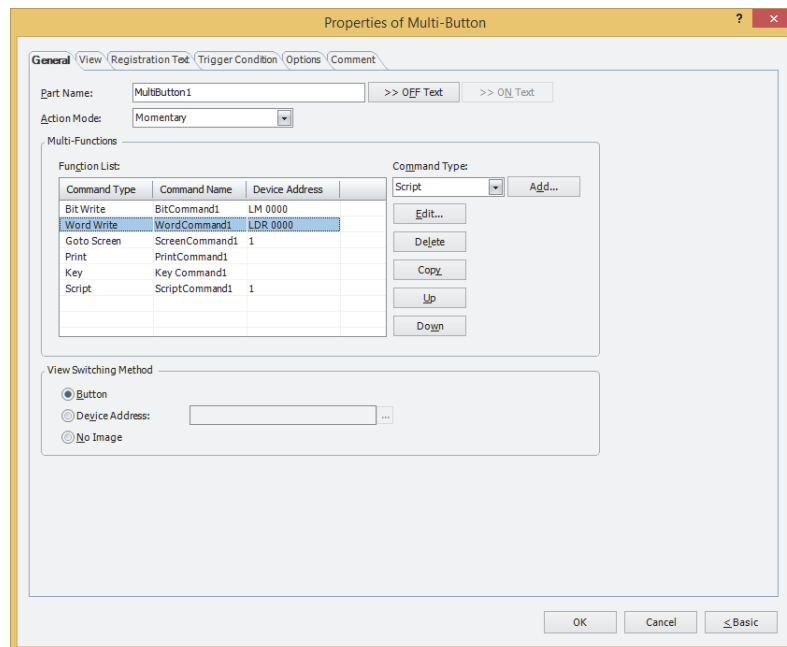 Properties of Multi-Button
? ×
General View Registration Text Trigger Condition Options Comment
Part Name: MultiButton1 >> OFF Text >> ON Text
Action Mode: Momentary
Multi-Functions
Function List: Command Type:
Command Type Command Name Device Address Script Add...
Bit Write BitCommand1 LM 0000
Edit...
Word Write WordCommand1 LDR 0000
Goto Screen ScreenCommand1 1 Delete
Print PrintCommand1
Key Key Command1 Copy
Script ScriptCommand1 1
Up
Down
View Switching Method
Button
Device Address: ...
No Image
OK Cancel < Basic